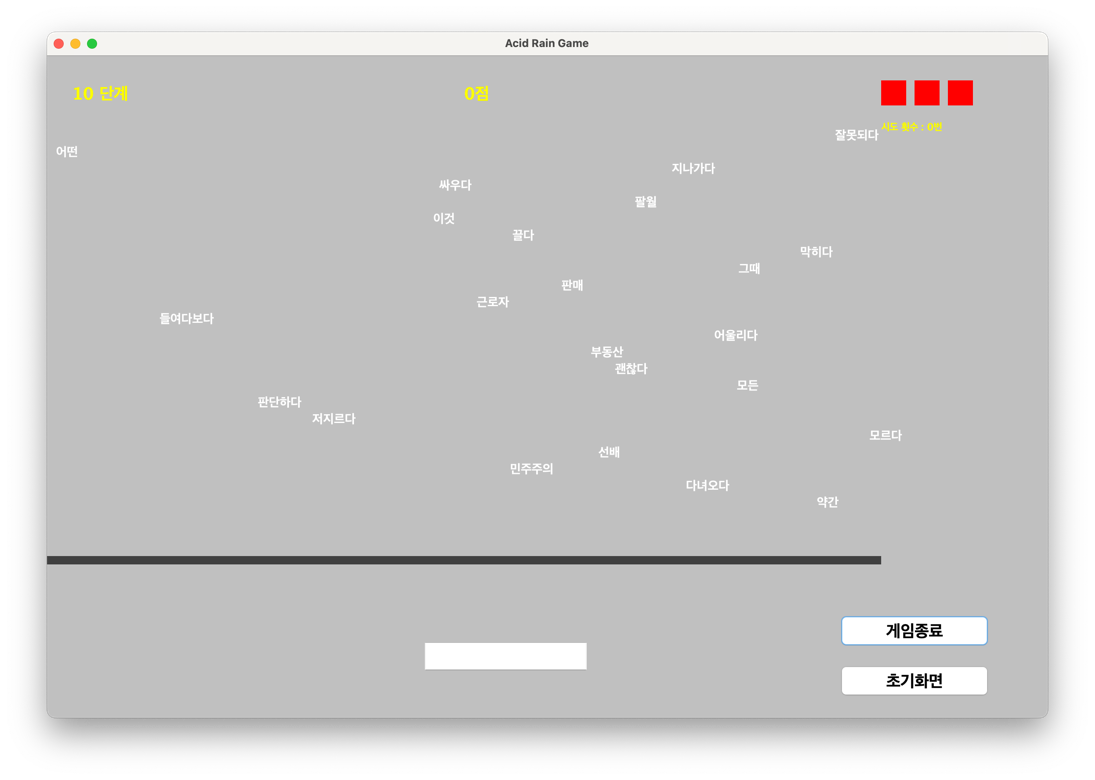 Acid Rain Game
10 단계
0점
시도 횟수 : 0번
잘못되다
어떤
지나가다
싸우다
팔월
이것
끌다
막히다
그때
판매
근로자
들여다보다
어울리다
부동산
괜찮다
모든
판단하다
저지르다
모르다
선배
민주주의
다녀오다
약간
게임종료
초기화면